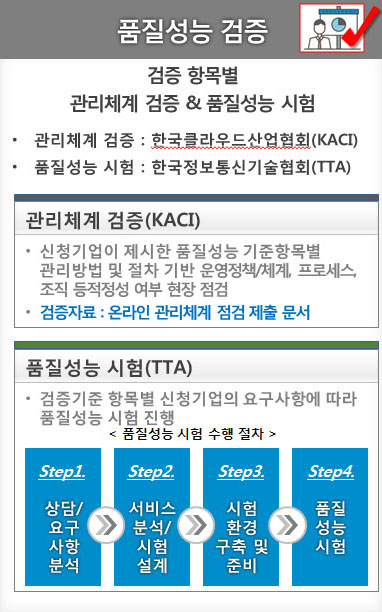 품질성능 검증
검증 항목별
관리체계 검증 & 품질성능 시험
• 관리체계 검증 : 한국클라우드산업협회(KACI)
• 품질성능 시험 : 한국정보통신기술협회(TTA)
관리체계 검증(KACI)
• 신청기업이 제시한 품질성능 기준항목별
관리방법 및 절차 기반 운영정책/체계, 프로세스,
조직 등적정성 여부 현장 점검
• 검증자료 : 온라인 관리체계 점검 제출 문서
품질성능 시험(TTA)
• 검증기준 항목별 신청기업의 요구사항에 따라
품질성능 시험 진행
< 품질성능 시험 수행 절차 >
Step1.
상담/
요구
사항
분석
Step2.
서비스
분석/
시험
설계
Step3.
시험
환경
구축 및
준비
Step4.
품질
성능
시험